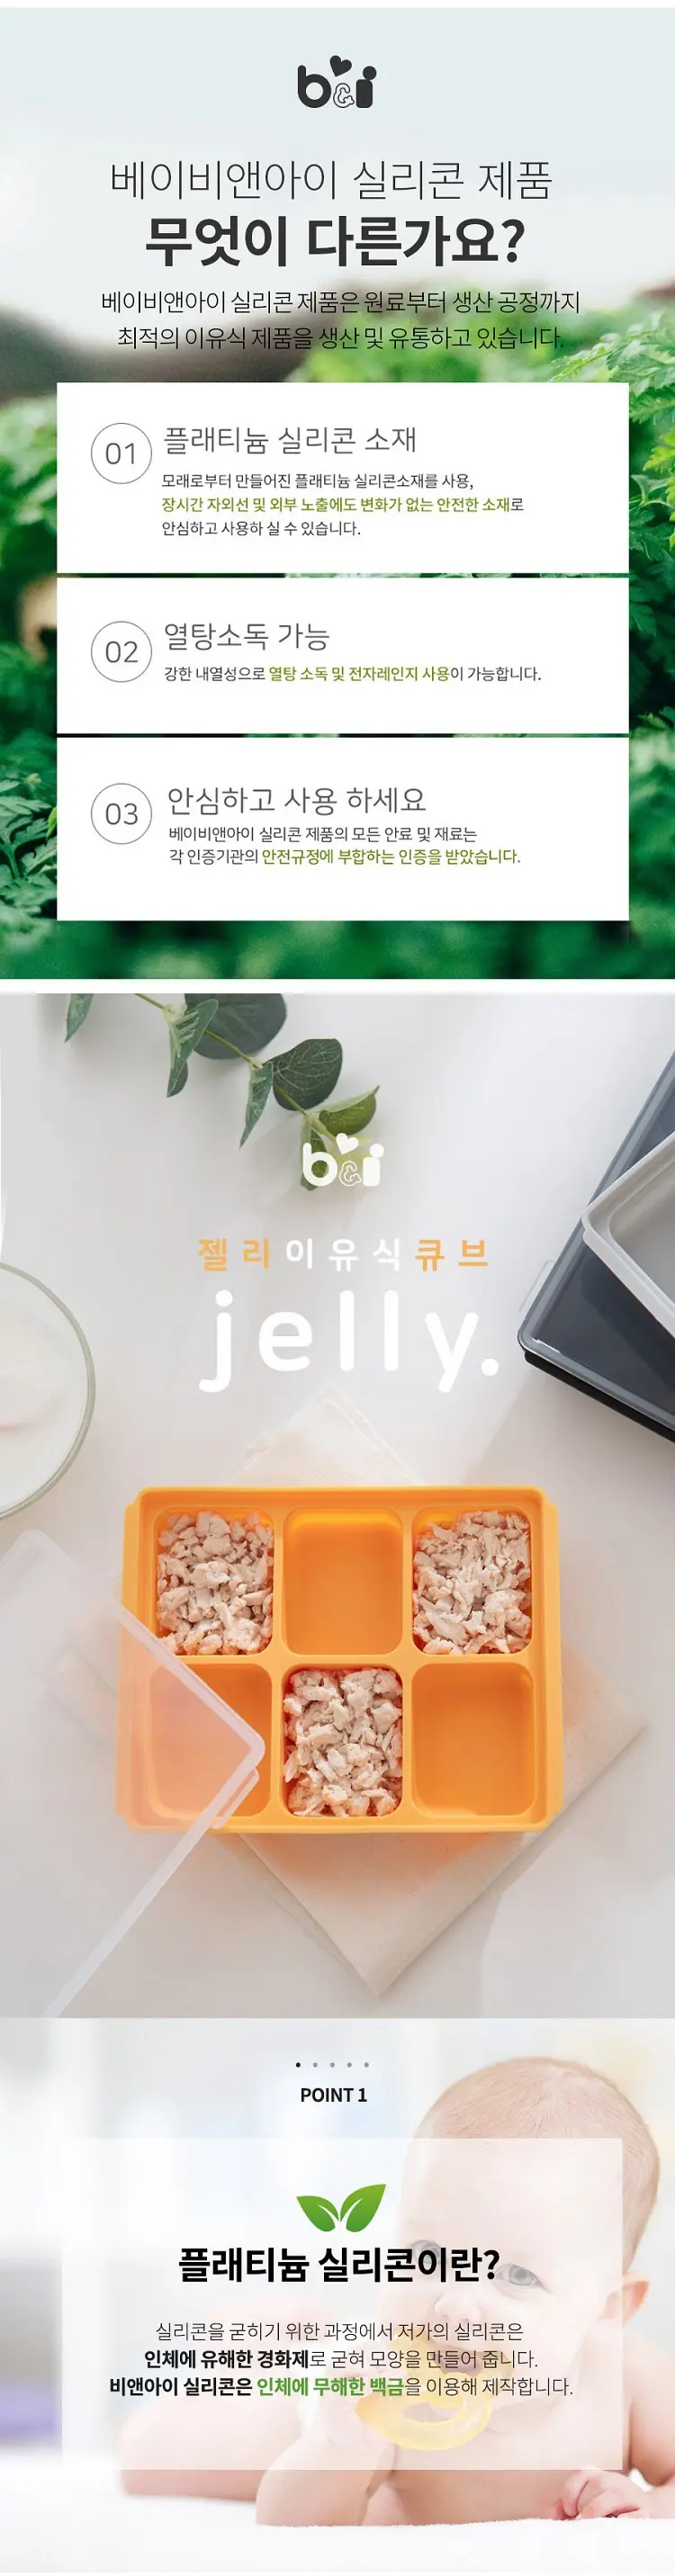 b&i
베이비앤아이 실리콘 제품
무엇이 다른가요?
베이비앤아이 실리콘 제품은 원료부터 생산 공정까지
최적의 이유식 제품을 생산 및 유통하고 있습니다.
01
플래티늄 실리콘 소재
모래로부터 만들어진 플래티늄 실리콘소재를 사용,
장시간 자외선 및 외부 노출에도 변화가 없는 안전한 소재로
안심하고 사용하 실 수 있습니다.
02
열탕소독 가능
강한 내열성으로 열탕 소독 및 전자레인지 사용이 가능합니다.
03
안심하고 사용 하세요
베이비앤아이 실리콘 제품의 모든 안료 및 재료는
각 인증기관의 안전규정에 부합하는 인증을 받았습니다.
b&i
젤리이유식큐브
jelly.
POINT 1
플래티늄 실리콘이란?
실리콘을 굳히기 위한 과정에서 저가의 실리콘은
인체에 유해한 경화제로 굳혀 모양을 만들어 줍니다.
비앤아이 실리콘은 인체에 무해한 백금을 이용해 제작합니다.